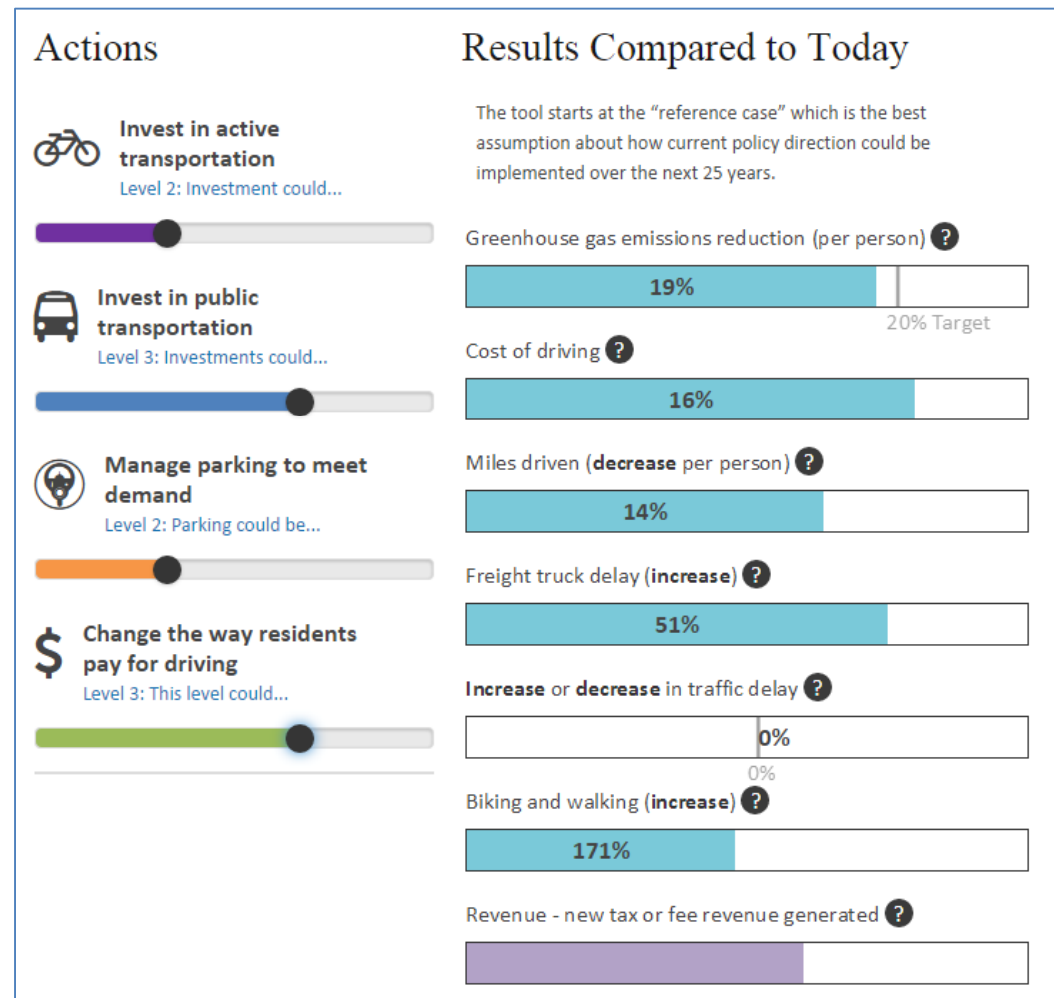 Actions
Invest in active
transportation
Level 2: Investment could...
Invest in public
transportation
Level 3: Investments could...
Manage parking to meet
demand
Level 2: Parking could be...
$
Change the way residents
pay for driving
Level 3: This level could...
Results Compared to Today
The tool starts at the “reference case” which is the best
assumption about how current policy direction could be
implemented over the next 25 years.
Greenhouse gas emissions reduction (per person) ?
19%
20% Target
Cost of driving ?
16%
Miles driven (decrease per person) ?
14%
Freight truck delay (increase) ?
51%
Increase or decrease in traffic delay ?
0%
0%
Biking and walking (increase) ?
171%
Revenue - new tax or fee revenue generated ?